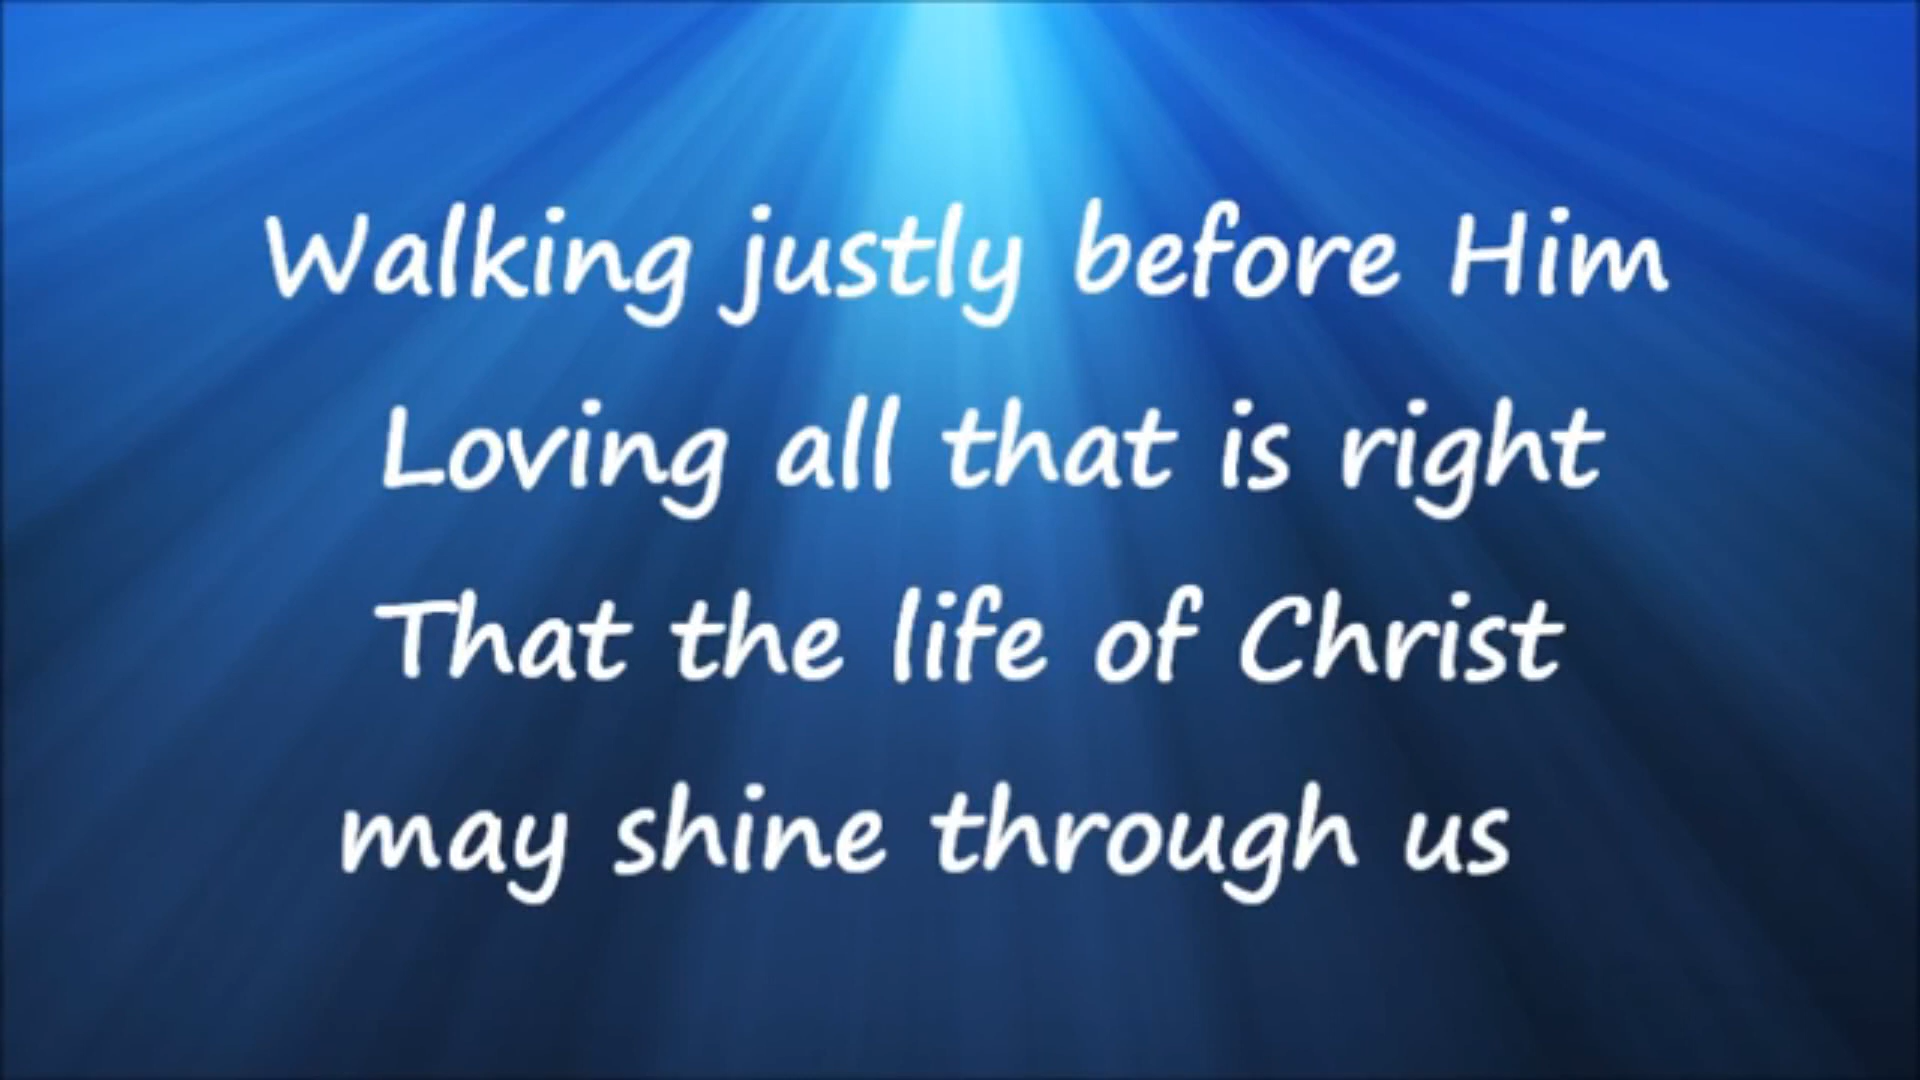 Walking justly before Him
Loving all that is right
That the life of Christ
may shine through us